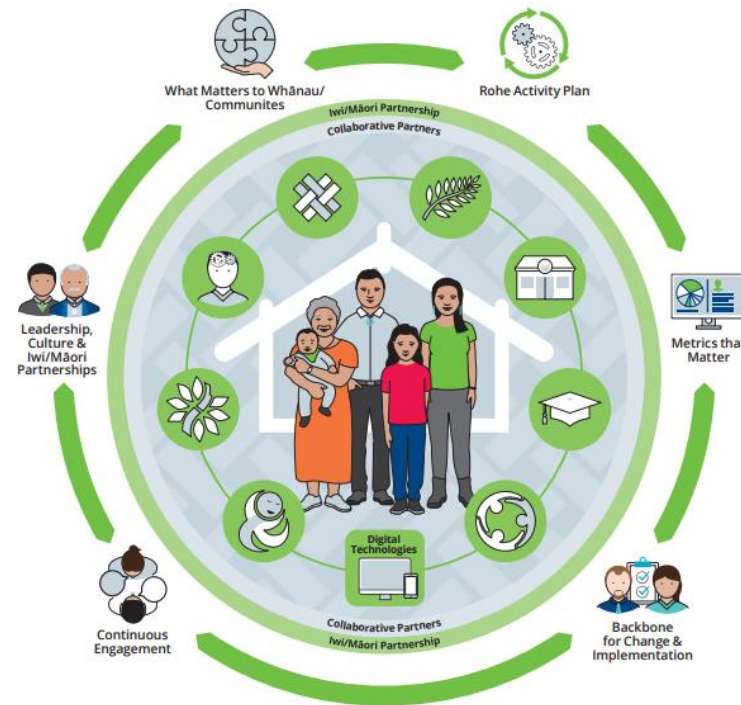 What Matters to Whānau/
Communites
Rohe Activity Plan
Iwi/Māori Partnership
Collaborative Partners
Leadership,
Culture &
Iwi/Māori
Partnerships
Metrics that
Matter
Digital
Technologies
Continuous
Engagement
Backbone
for Change &
Implementation
Collaborative Partners
Iwi/Māori Partnership